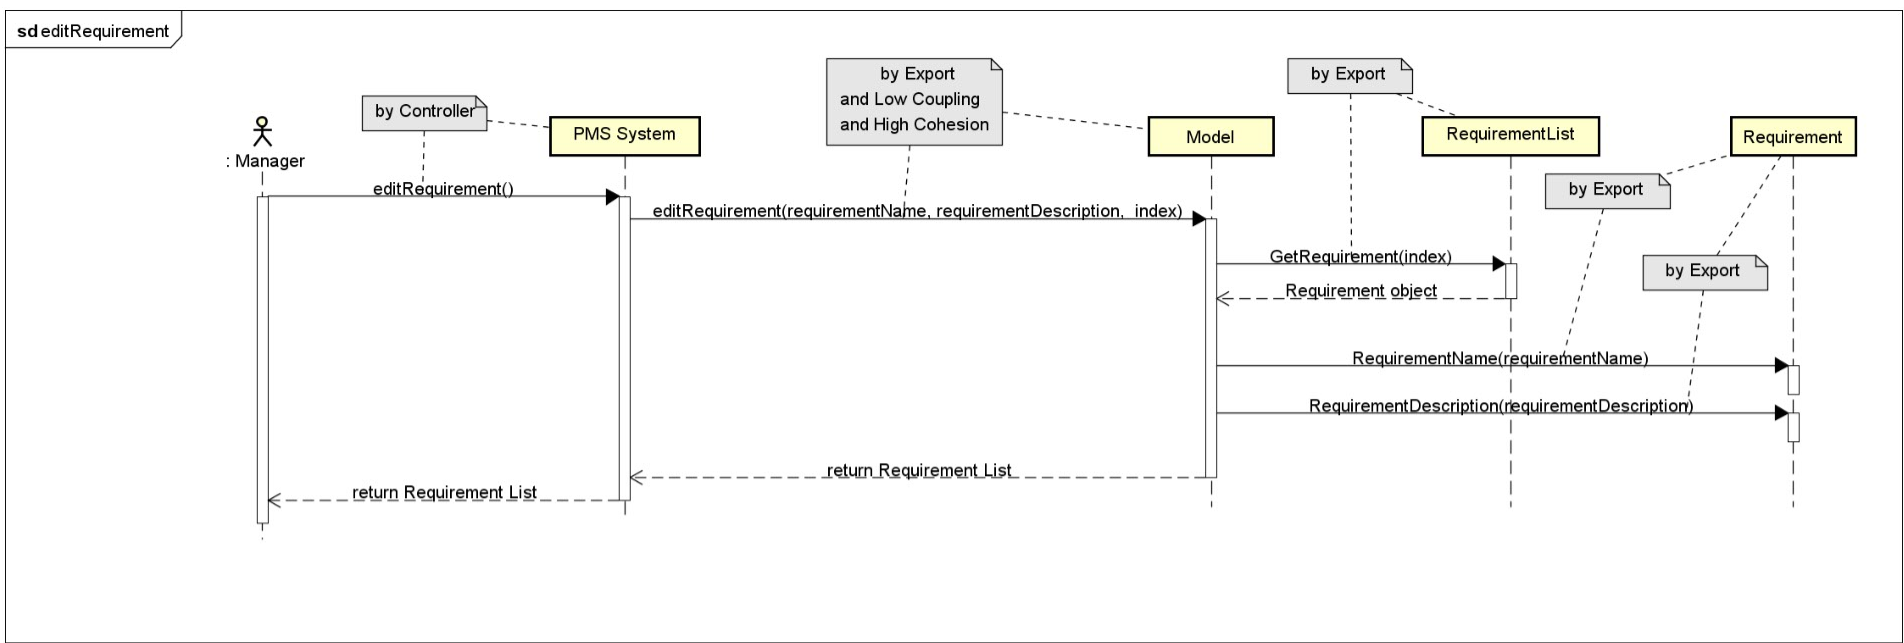 sd editRequirement
by Export
and Low Coupling
and High Cohesion
by Export
by Controller
PMS System
Model
RequirementList
Requirement
: Manager
by Export
editRequirement()
editRequirement(requirementName, requirementDescription, index)
GetRequirement(index)
by Export
Requirement object
RequirementName(requirementName)
RequirementDescription(requirementDescription)
return Requirement List
return Requirement List